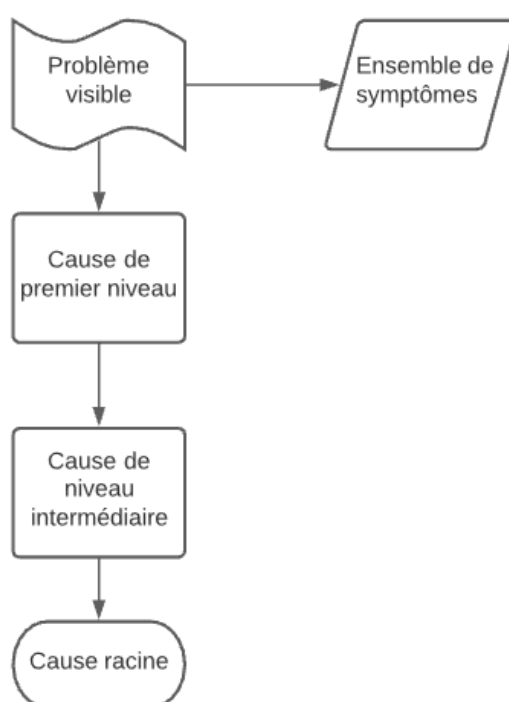 Problème
visible
Ensemble de
symptômes
Cause de
premier niveau
Cause de
niveau
intermédiaire
Cause racine